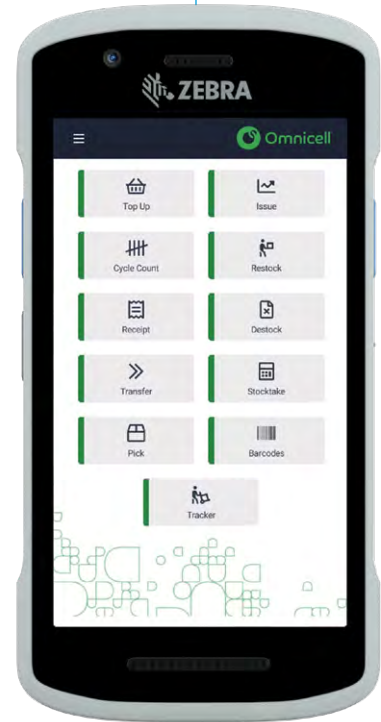 ZEBRA
Omnicell
Top Up
Issue
Cycle Count
Restock
Receipt
Destock
Transfer
Stocktake
Pick
Barcodes
Tracker